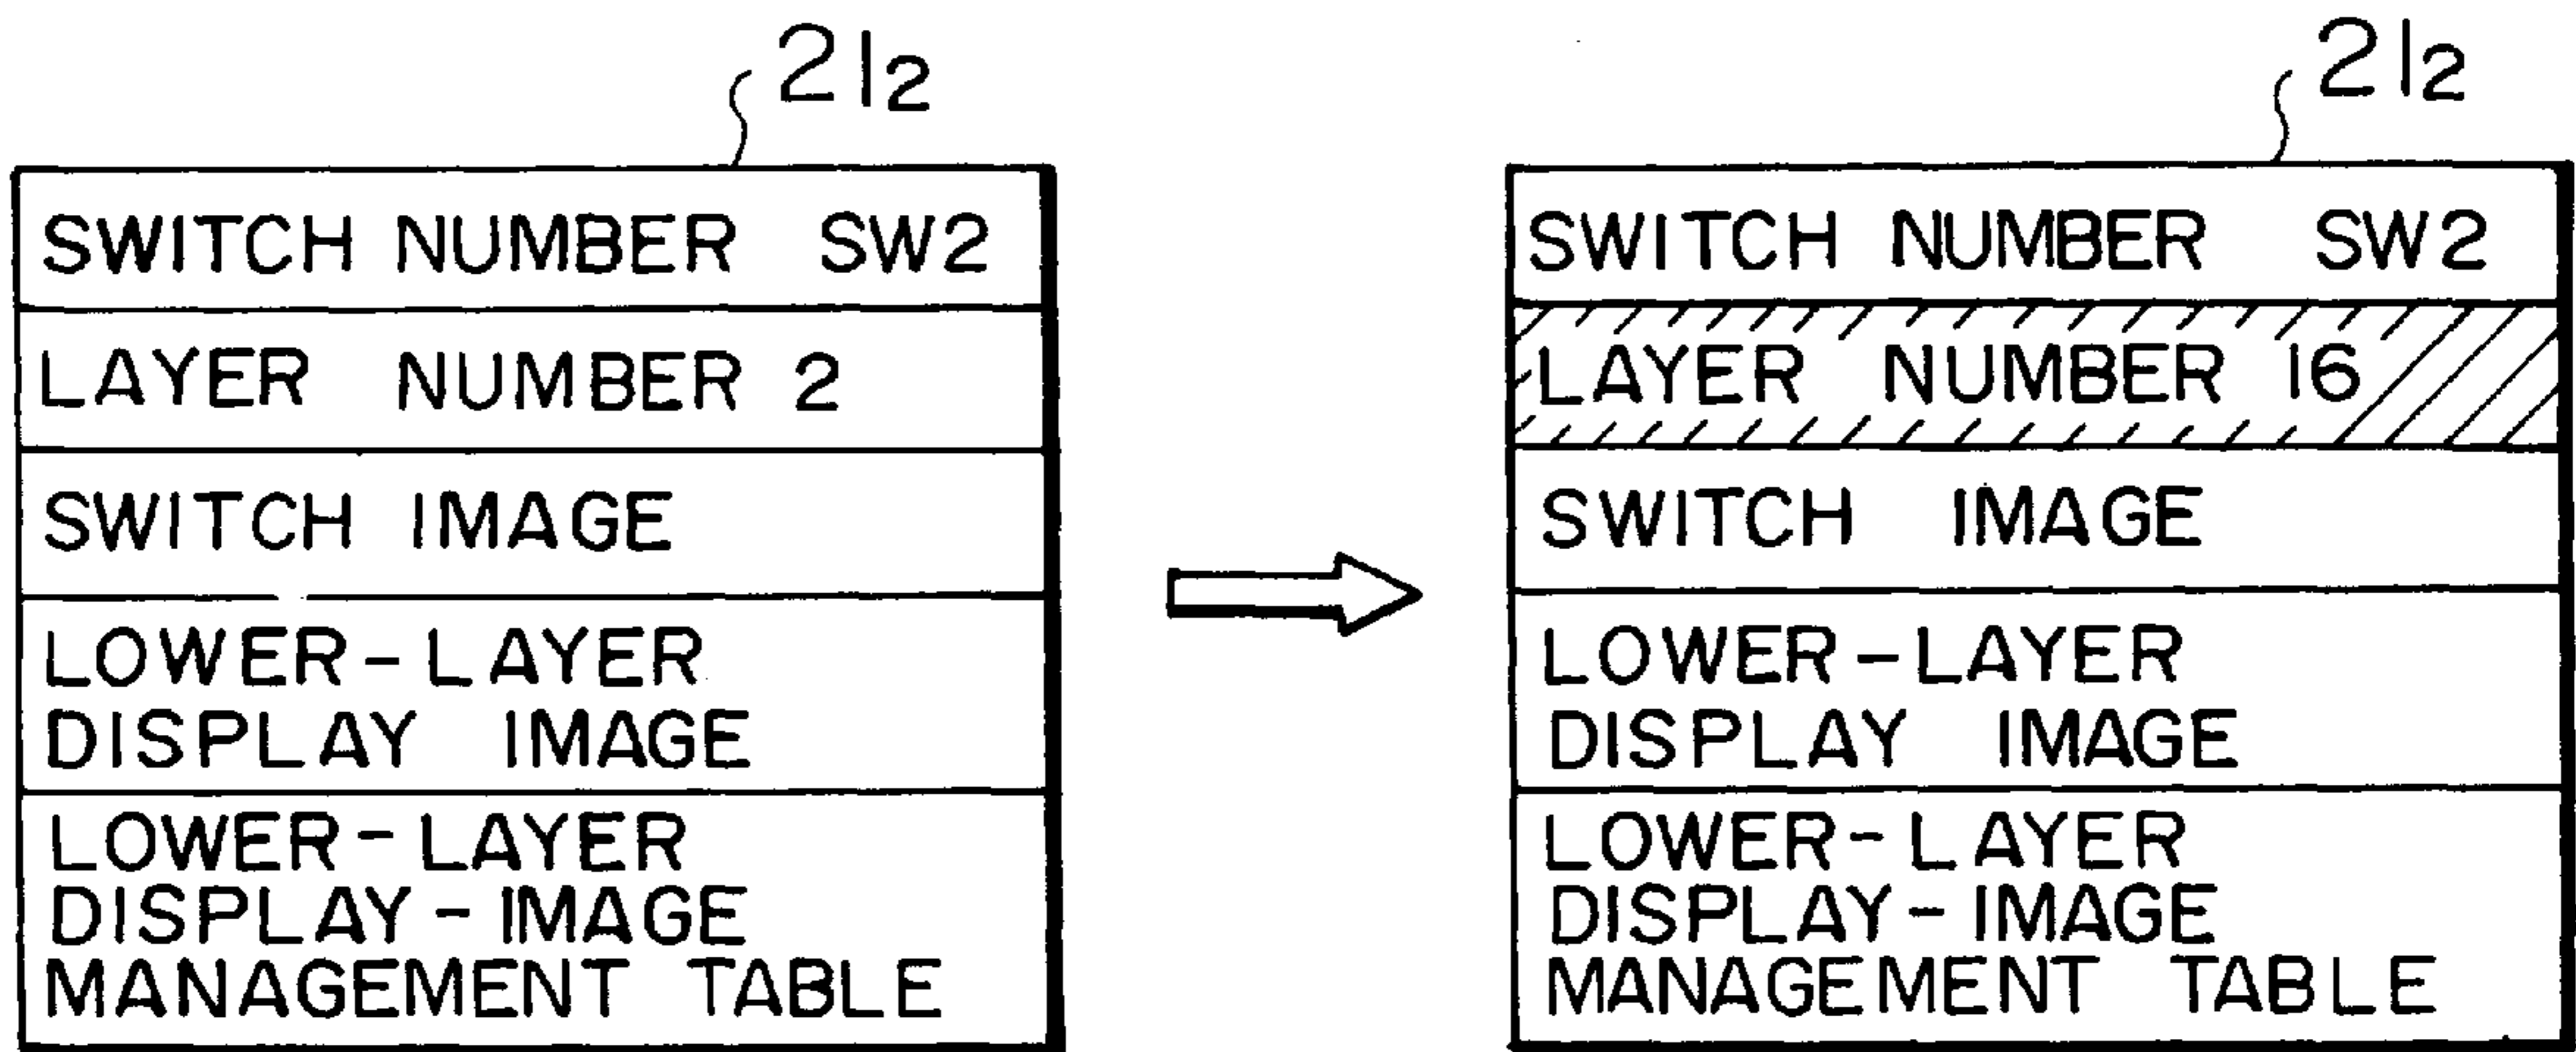 21₂
SWITCH NUMBER SW2
LAYER NUMBER 2
SWITCH IMAGE
LOWER-LAYER
DISPLAY IMAGE
LOWER-LAYER
DISPLAY-IMAGE
MANAGEMENT TABLE
21₂
SWITCH NUMBER SW2
LAYER NUMBER 16
SWITCH IMAGE
LOWER-LAYER
DISPLAY IMAGE
LOWER-LAYER
DISPLAY-IMAGE
MANAGEMENT TABLE